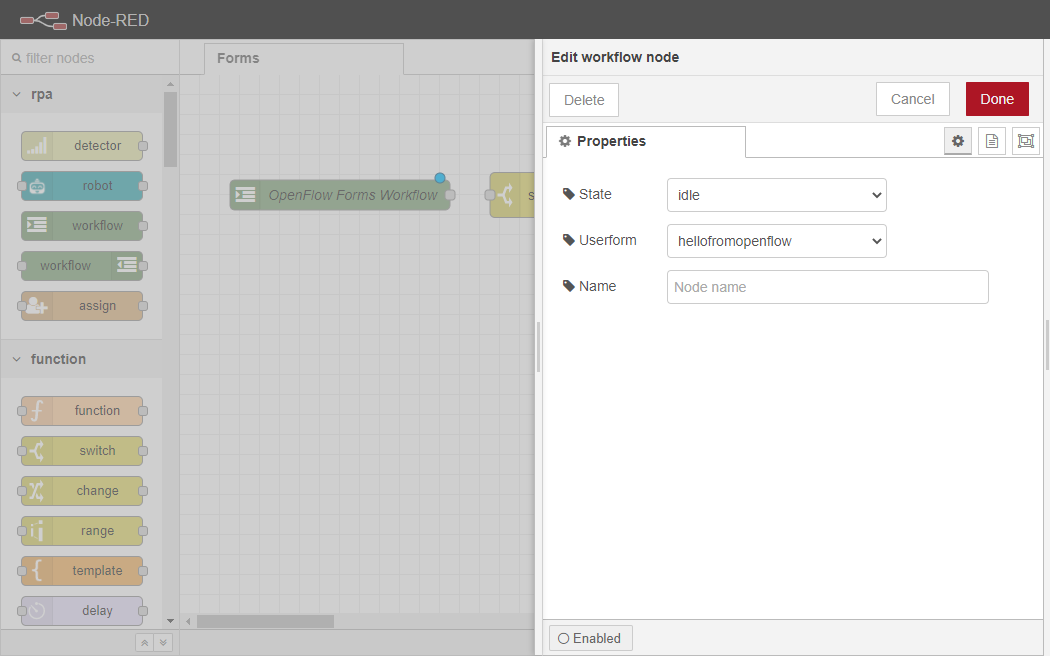 Node-RED
filter nodes
Forms
Edit workflow node
Delete
Cancel
Done
Properties
rpa
detector
robot
workflow
workflow
assign
function
function
switch
change
range
template
delay
OpenFlow Forms Workflow
s
State
idle
Userform
hellofromopenflow
Name
Node name
Enabled